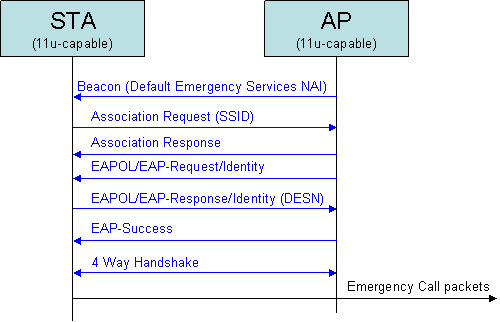 STA
(11u-capable)
AP
(11u-capable)
Beacon (Default Emergency Services NAI)
Association Request (SSID)
Association Response
EAPOL/EAP-Request/Identity
EAPOL/EAP-Response/Identity (DESN)
EAP-Success
4 Way Handshake
Emergency Call packets